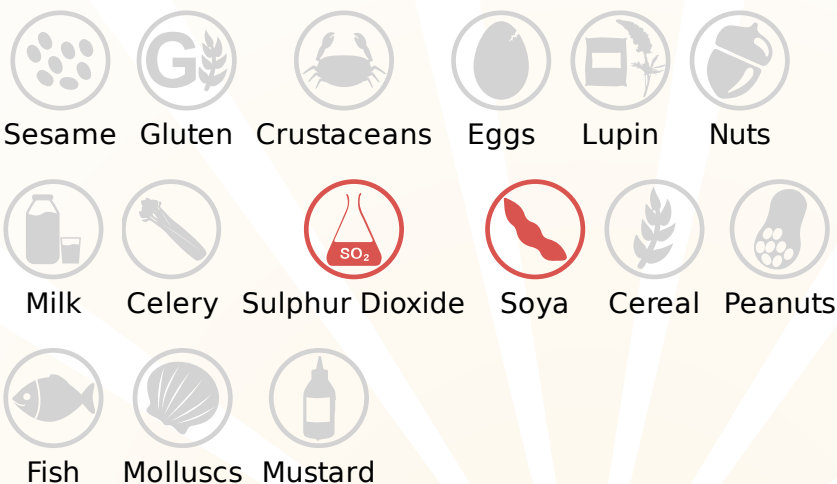 G
Sesame Gluten Crustaceans Eggs Lupin Nuts
SO₂
Milk Celery Sulphur Dioxide Soya Cereal Peanuts
Fish Molluscs Mustard